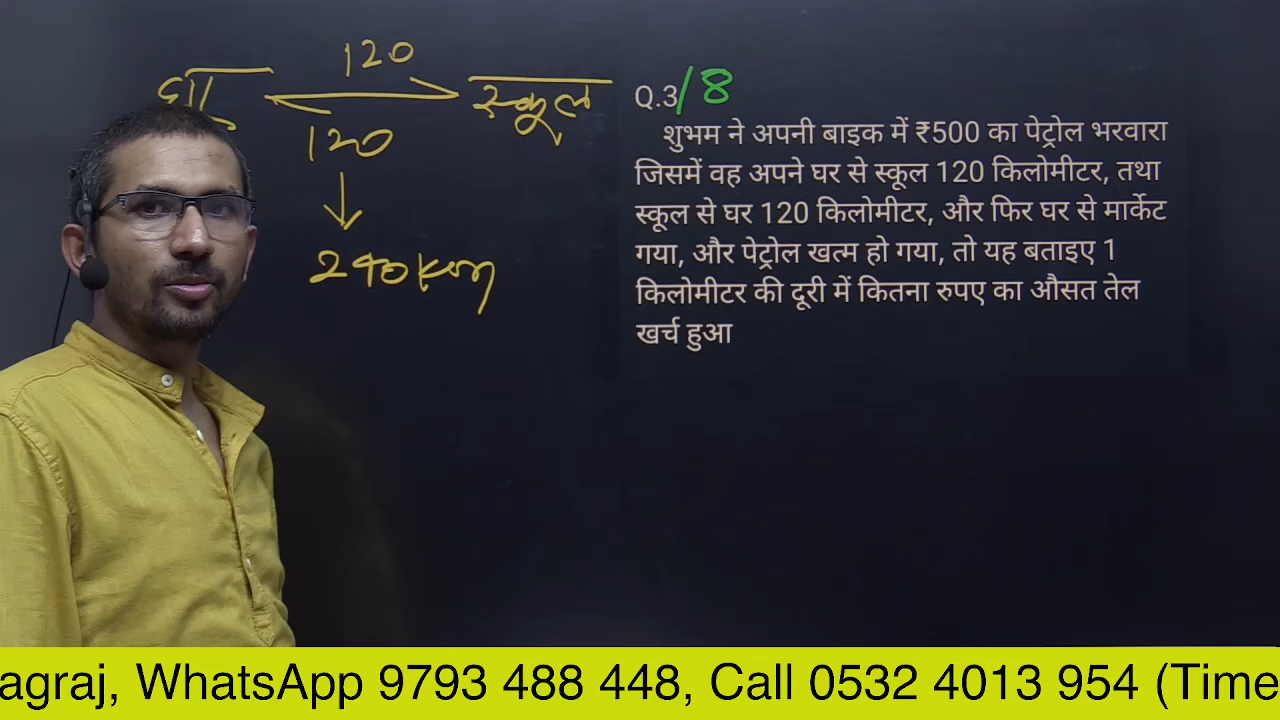 120
घर
स्कूल
120
240km
Q.3/8
शुभम ने अपनी बाइक में ₹500 का पेट्रोल भरवारा
जिसमें वह अपने घर से स्कूल 120 किलोमीटर, तथा
स्कूल से घर 120 किलोमीटर, और फिर घर से मार्केट
गया, और पेट्रोल खत्म हो गया, तो यह बताइए 1
किलोमीटर की दूरी में कितना रुपए का औसत तेल
खर्च हुआ
agraj, WhatsApp 9793 488 448, Call 0532 4013 954 (Time